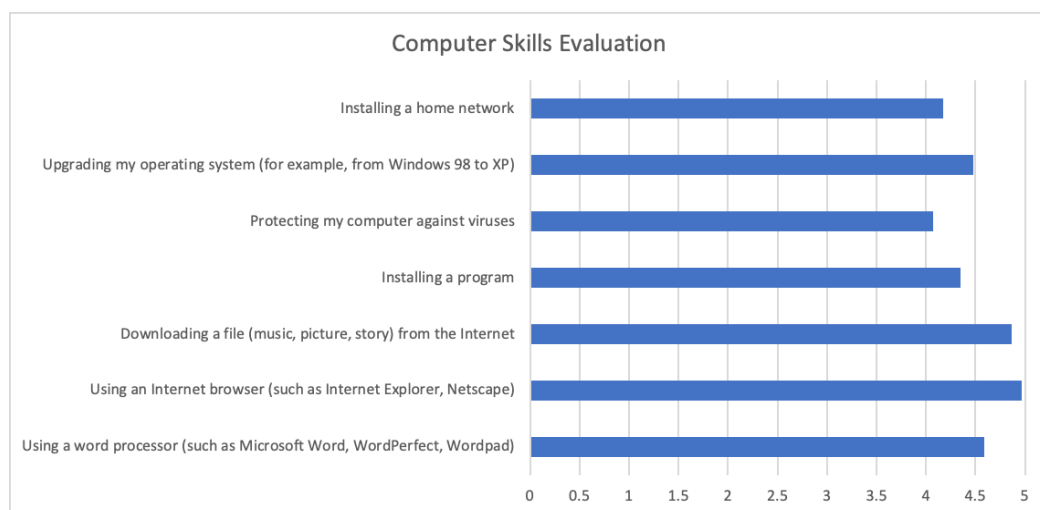 Computer Skills Evaluation
Installing a home network
Upgrading my operating system (for example, from Windows 98 to XP)
Protecting my computer against viruses
Installing a program
Downloading a file (music, picture, story) from the Internet
Using an Internet browser (such as Internet Explorer, Netscape)
Using a word processor (such as Microsoft Word, WordPerfect, Wordpad)
0 0.5 1 1.5 2 2.5 3 3.5 4 4.5 5